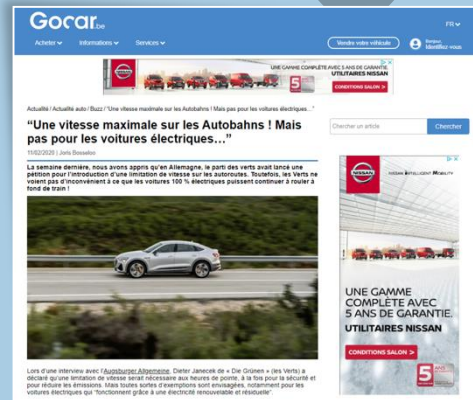 Gocar.be
FR
Acheter Informations Services
Vendre votre véhicule
Bonjour,
Identifiez-vous
UNE GAMME COMPLÈTE AVEC 5 ANS DE GARANTIE.
UTILITAIRES NISSAN
NISSAN
5
CONDITIONS SALON >
Actualité / Actualité auto / Buzz / "Une vitesse maximale sur les Autobahns ! Mais pas pour les voitures électriques…"
"Une vitesse maximale sur les Autobahns ! Mais
pas pour les voitures électriques…"
11/02/2020 | Joris Bosseloo
Chercher un article
Chercher
La semaine dernière, nous avons appris qu'en Allemagne, le parti des verts avait lancé une
pétition pour l'introduction d'une limitation de vitesse sur les autoroutes. Toutefois, les Verts ne
voient pas d'inconvénient à ce que les voitures 100 % électriques puissent continuer à rouler à
fond de train !
NISSAN
NISSAN INTELLIGENT MOBILITY
UNE GAMME
COMPLÈTE AVEC
5 ANS DE GARANTIE.
UTILITAIRES NISSAN
CONDITIONS SALON >
5
Lors d'une interview avec l'Augsburger Allgemeine, Dieter Janecek de « Die Grünen » (les Verts) a
déclaré qu'une limitation de vitesse serait nécessaire aux heures de pointe, à la fois pour la sécurité et
pour réduire les émissions. Mais toutes sortes d'exemptions sont envisagées, notamment pour les
voitures électriques qui "fonctionnent grâce à une électricité renouvelable et résiduelle".